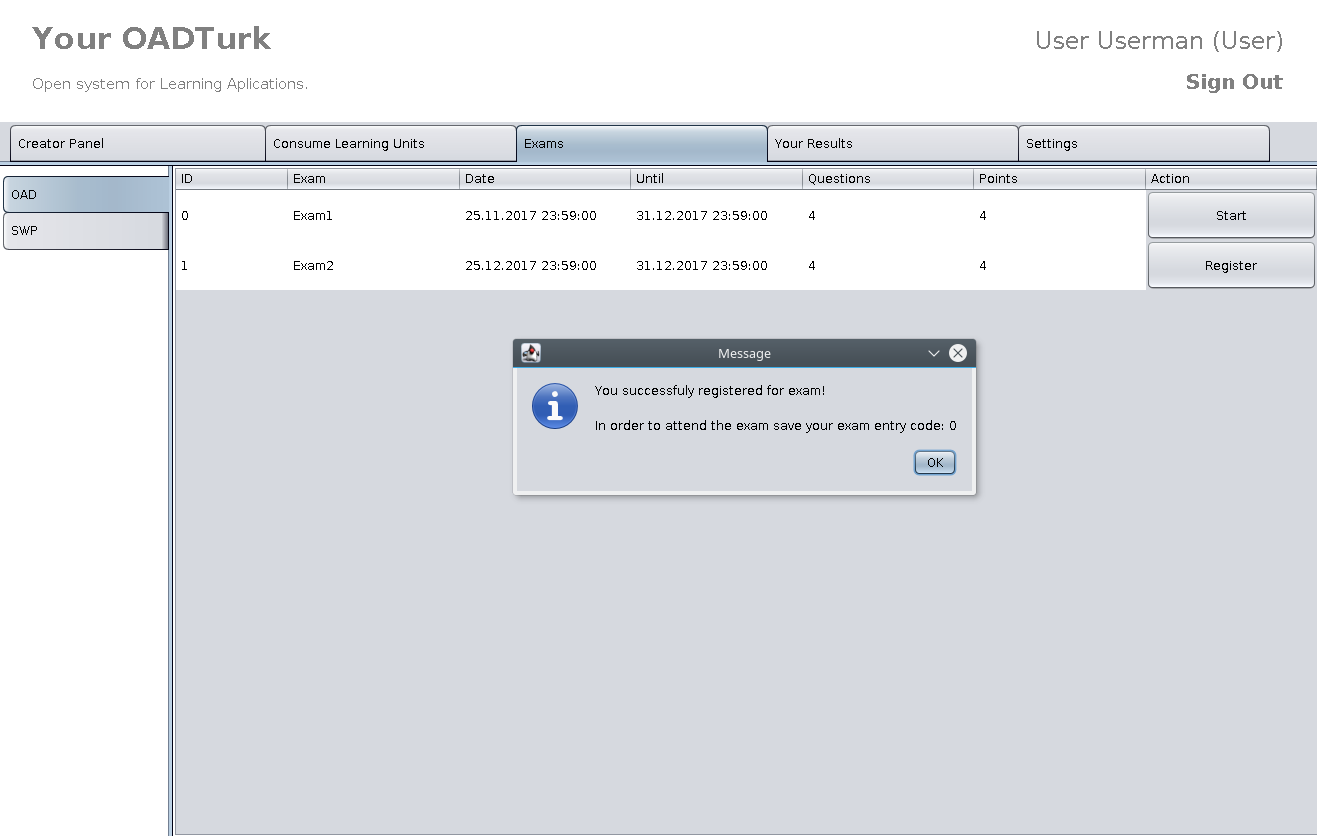 Your OADTurk
User Userman (User)
Open system for Learning Aplications.
Sign Out
Creator Panel
Consume Learning Units
Exams
Your Results
Settings
OAD
SWP
ID Exam Date Until Questions Points Action
0 Exam1 25.11.2017 23:59:00 31.12.2017 23:59:00 4 4 Start
1 Exam2 25.12.2017 23:59:00 31.12.2017 23:59:00 4 4 Register
Message
You successfuly registered for exam!
In order to attend the exam save your exam entry code: 0
OK